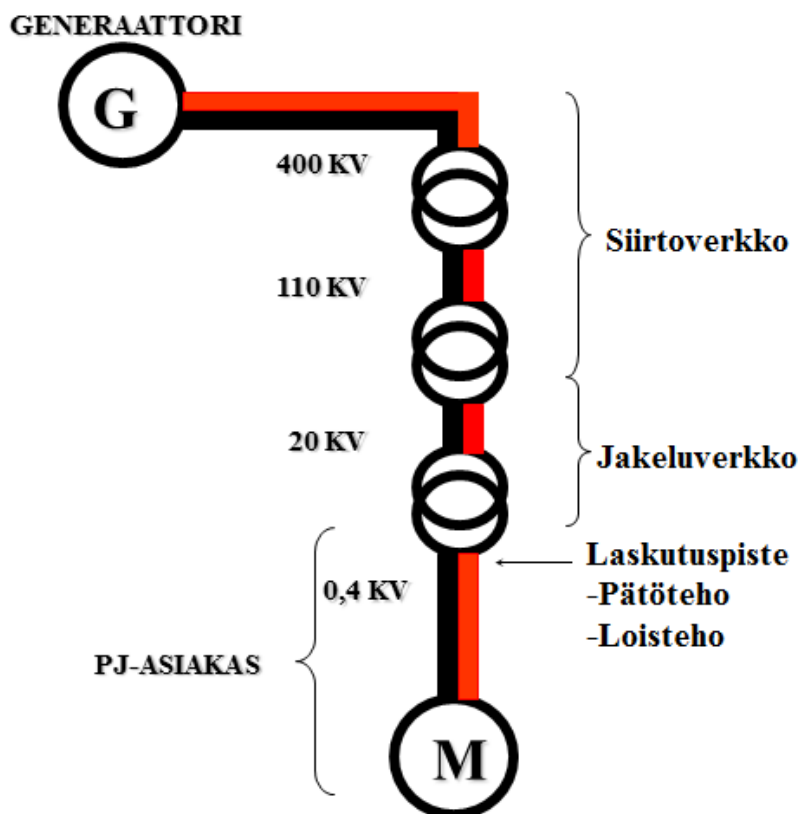 GENERAATTORI
G
400 KV
Siirtoverkko
110 KV
20 KV
Jakeluverkko
Laskutuspiste
-Pätöteho
-Loisteho
0,4 KV
PJ-ASIAKAS
M